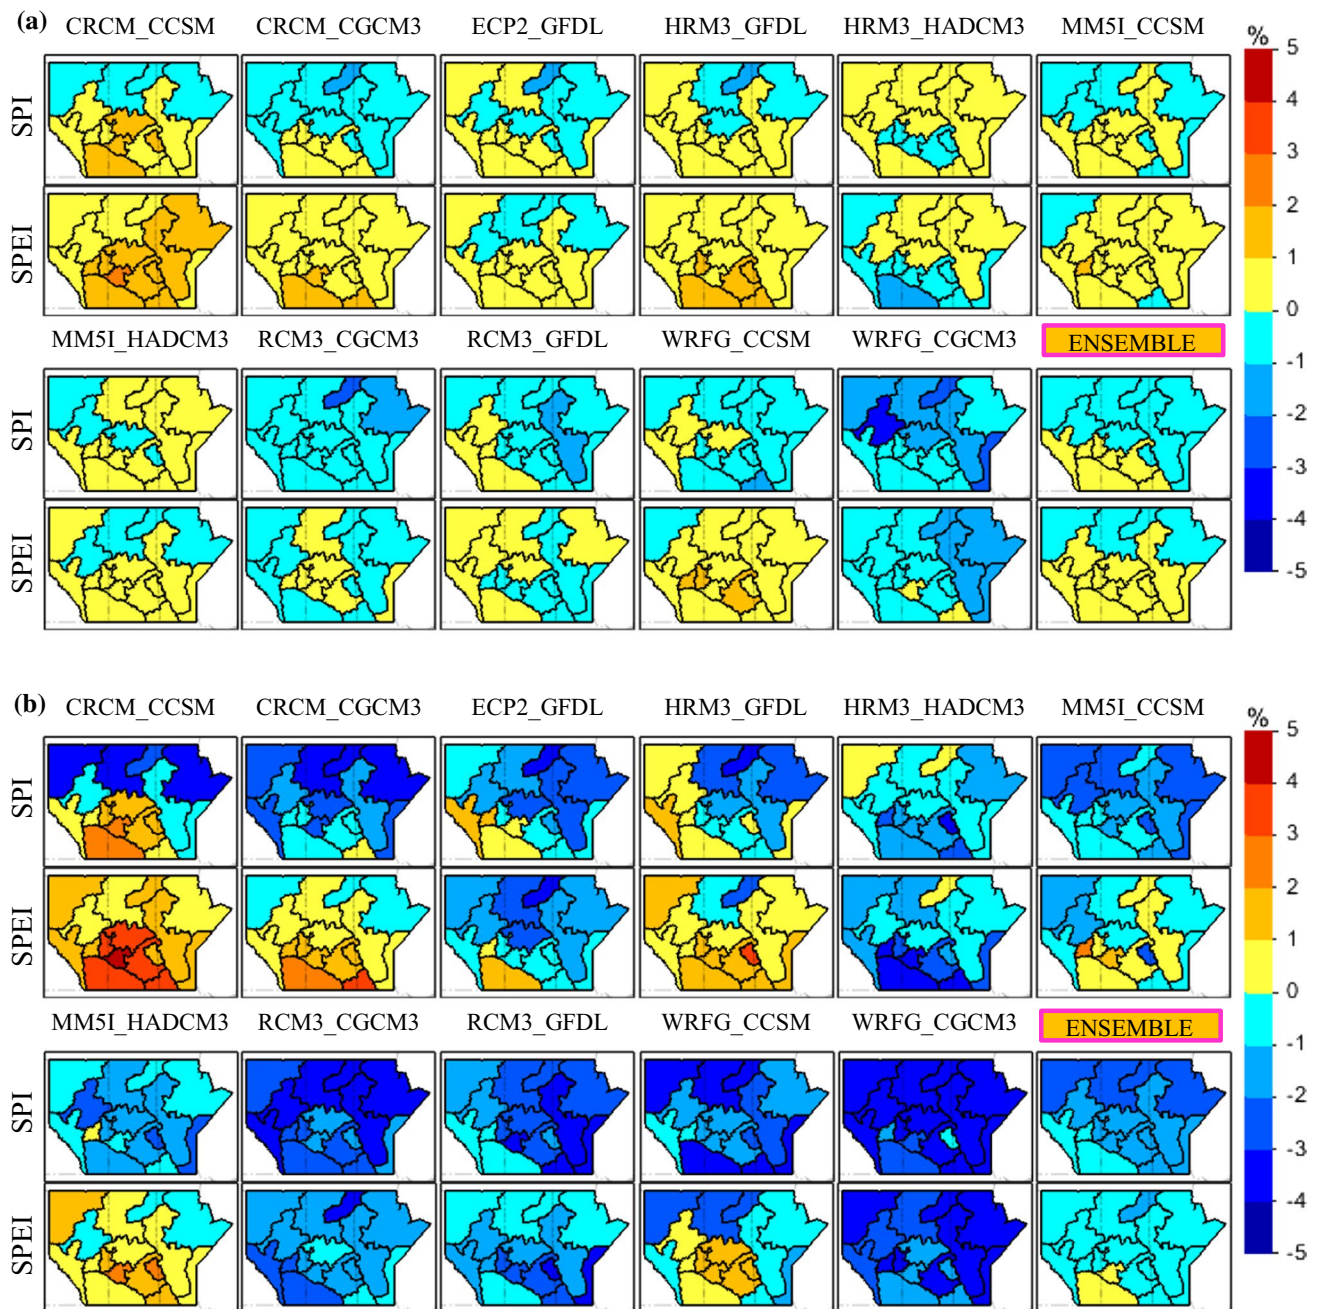 (a) CRCM_CCSM CRCM_CGCM3 ECP2_GFDL HRM3_GFDL HRM3_HADCM3 MM5I_CCSM
%
5
4
3
2
1
0
-1
-2
-3
-4
-5
SPI
SPEI
MM5I_HADCM3 RCM3_CGCM3 RCM3_GFDL WRFG_CCSM WRFG_CGCM3 ENSEMBLE
SPI
SPEI
(b) CRCM_CCSM CRCM_CGCM3 ECP2_GFDL HRM3_GFDL HRM3_HADCM3 MM5I_CCSM
%
5
4
3
2
1
0
-1
-2
-3
-4
-5
SPI
SPEI
MM5I_HADCM3 RCM3_CGCM3 RCM3_GFDL WRFG_CCSM WRFG_CGCM3 ENSEMBLE
SPI
SPEI